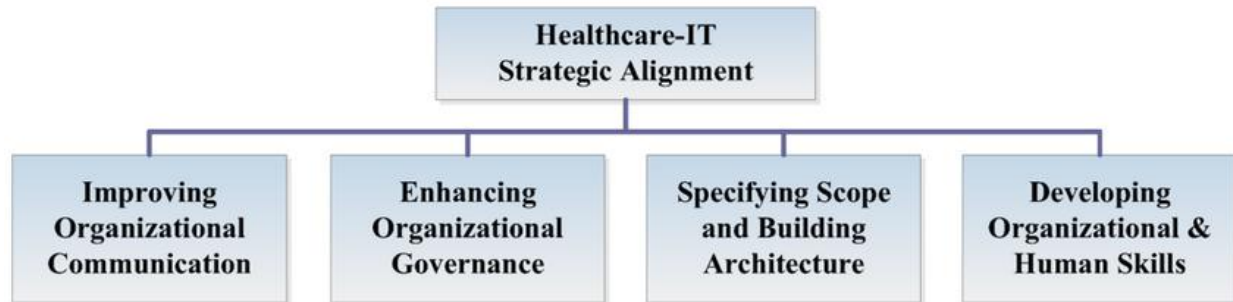 Healthcare-IT
Strategic Alignment
Improving
Organizational
Communication
Enhancing
Organizational
Governance
Specifying Scope
and Building
Architecture
Developing
Organizational &
Human Skills